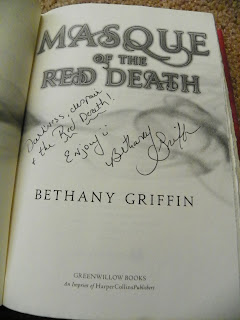 MASQUE
OF THE
RED DEATH
Darkness, despair
+ the Red Death!
Enjoy!
Bethany Griffin
BETHANY GRIFFIN
GREENWILLOW BOOKS
An Imprint of HarperCollinsPublishers